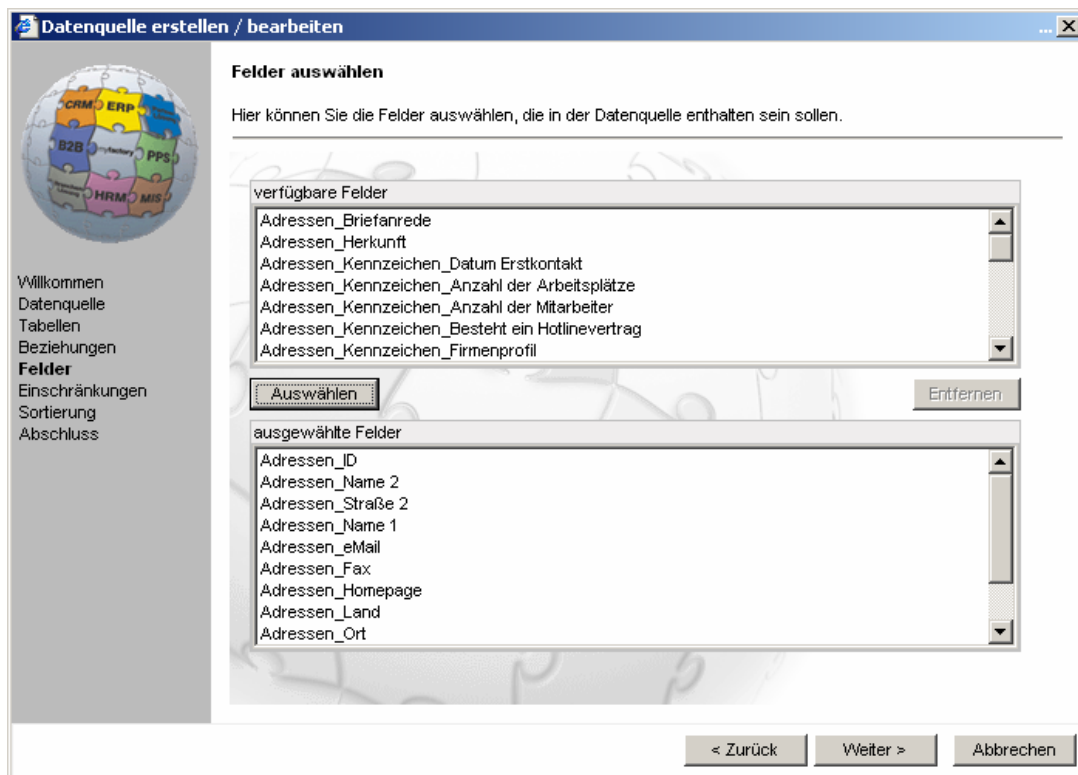 Datenquelle erstellen / bearbeiten
...
Felder auswählen
Hier können Sie die Felder auswählen, die in der Datenquelle enthalten sein sollen.
CRM
ERP
B2B
myfactory
PPS
HRM
MIS
Willkommen
Datenquelle
Tabellen
Beziehungen
Felder
Einschränkungen
Sortierung
Abschluss
verfügbare Felder
Adressen_Briefanrede
Adressen_Herkunft
Adressen_Kennzeichen_Datum Erstkontakt
Adressen_Kennzeichen_Anzahl der Arbeitsplätze
Adressen_Kennzeichen_Anzahl der Mitarbeiter
Adressen_Kennzeichen_Besteht ein Hotlinevertrag
Adressen_Kennzeichen_Firmenprofil
Auswählen
Entfernen
ausgewählte Felder
Adressen_ID
Adressen_Name 2
Adressen_Straße 2
Adressen_Name 1
Adressen_eMail
Adressen_Fax
Adressen_Homepage
Adressen_Land
Adressen_Ort
< Zurück
Weiter >
Abbrechen